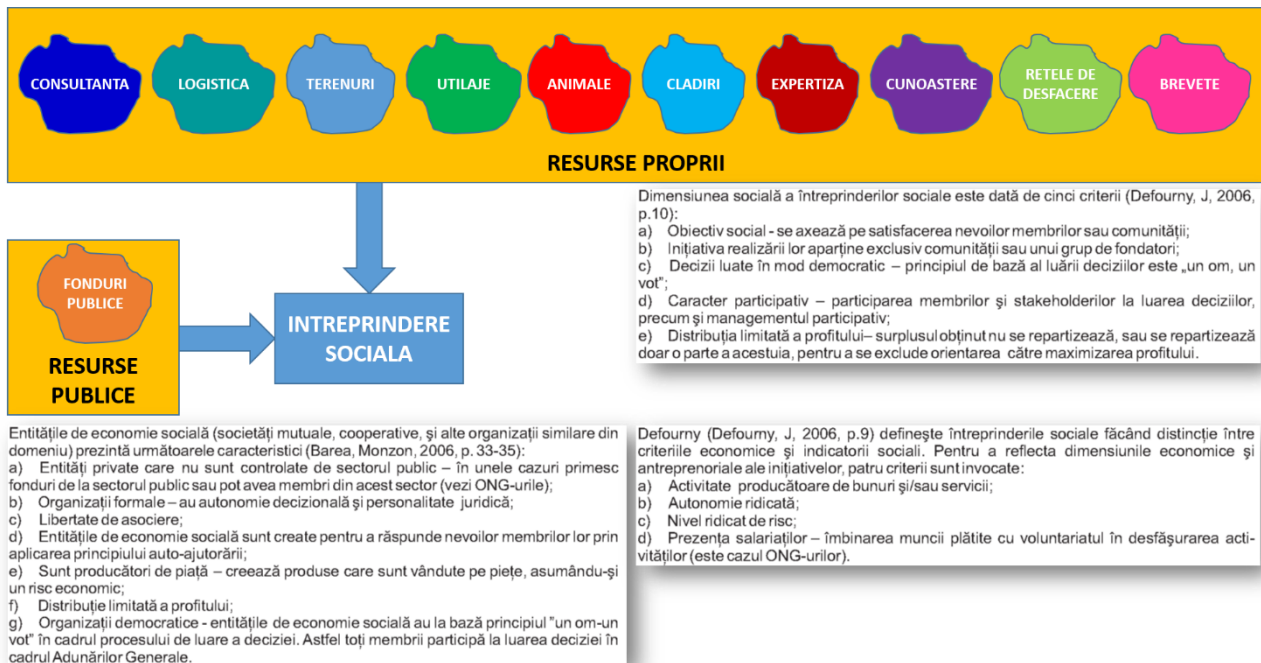 CONSULTANTA
LOGISTICA
TERENURI
UTILAJE
ANIMALE
CLADIRI
EXPERTIZA
CUNOASTERE
RETELE DE
DESFACERE
BREVETE
RESURSE PROPRII
FONDURI
PUBLICE
RESURSE
PUBLICE
INTREPRINDERE
SOCIALA
Dimensiunea socială a întreprinderilor sociale este dată de cinci criterii (Defourny, J, 2006,
p.10):
a) Obiectiv social - se axează pe satisfacerea nevoilor membrilor sau comunității;
b) Inițiativa realizării lor aparține exclusiv comunității sau unui grup de fondatori;
c) Decizii luate în mod democratic – principiul de bază al luării deciziilor este „un om, un
vot”;
d) Caracter participativ – participarea membrilor și stakeholderilor la luarea deciziilor,
precum și managementul participativ;
e) Distribuția limitată a profitului– surplusul obținut nu se repartizează, sau se repartizează
doar o parte a acestuia, pentru a se exclude orientarea către maximizarea profitului.
Entitățile de economie socială (societăți mutuale, cooperative, și alte organizații similare din
domeniu) prezintă următoarele caracteristici (Barea, Monzon, 2006, p. 33-35):
a) Entități private care nu sunt controlate de sectorul public – în unele cazuri primesc
fonduri de la sectorul public sau pot avea membri din acest sector (vezi ONG-urile);
b) Organizații formale – au autonomie decizională și personalitate juridică;
c) Libertate de asociere;
d) Entitățile de economie socială sunt create pentru a răspunde nevoilor membrilor lor prin
aplicarea principiului auto-ajutorării;
e) Sunt producători de piață – creează produse care sunt vândute pe piețe, asumându-și
un risc economic;
f) Distribuție limitată a profitului;
g) Organizații democratice - entitățile de economie socială au la bază principiul "un om-un
vot" în cadrul procesului de luare a deciziei. Astfel toți membrii participă la luarea deciziei în
cadrul Adunărilor Generale.
Defourny (Defourny, J, 2006, p.9) definește întreprinderile sociale făcând distincție între
criteriile economice și indicatorii sociali. Pentru a reflecta dimensiunile economice și
antreprenoriale ale inițiativelor, patru criterii sunt invocate:
a) Activitate producătoare de bunuri și/sau servicii;
b) Autonomie ridicată;
c) Nivel ridicat de risc;
d) Prezența salariaților – îmbinarea muncii plătite cu voluntariatul în desfășurarea acti-
vităților (este cazul ONG-urilor).